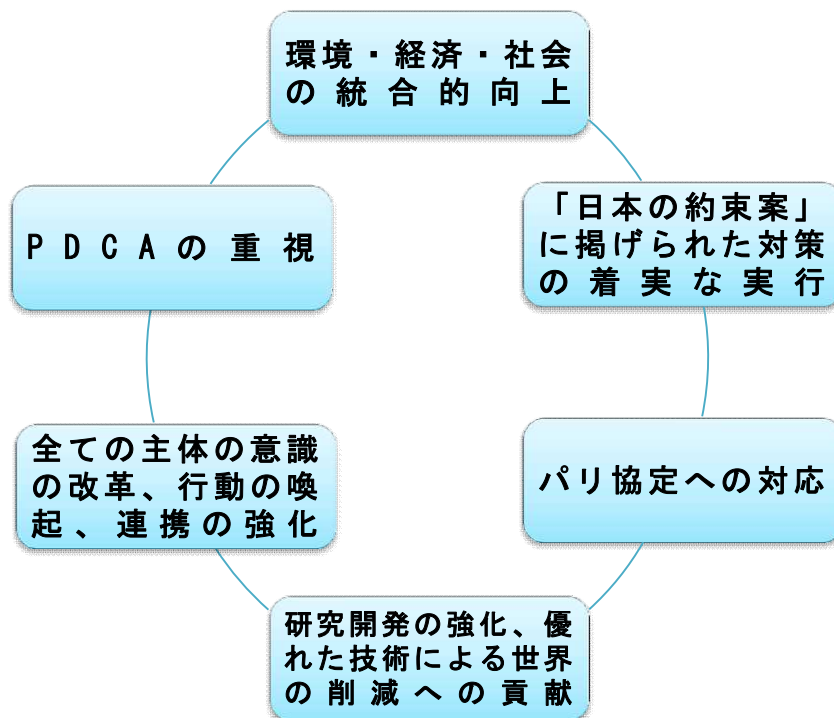 環境・経済・社会
の統合的向上
「日本の約束案」
に掲げられた対策
の着実な実行
パリ協定への対応
研究開発の強化、優
れた技術による世界
の削減への貢献
全ての主体の意識
の改革、行動の喚
起、連携の強化
PDCAの重視